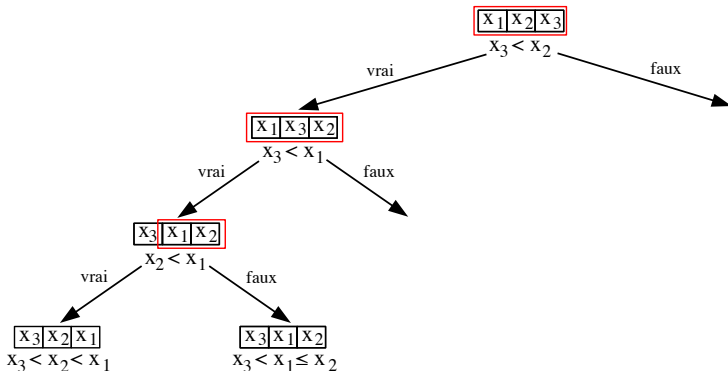 x₁ x₂ x₃
x₃ < x₂
vrai faux
x₁ x₃ x₂
x₃ < x₁
vrai faux
x₃ x₁ x₂
x₂ < x₁
vrai faux
x₃ x₂ x₁ x₃ x₁ x₂
x₃ < x₂ < x₁ x₃ < x₁ ≤ x₂